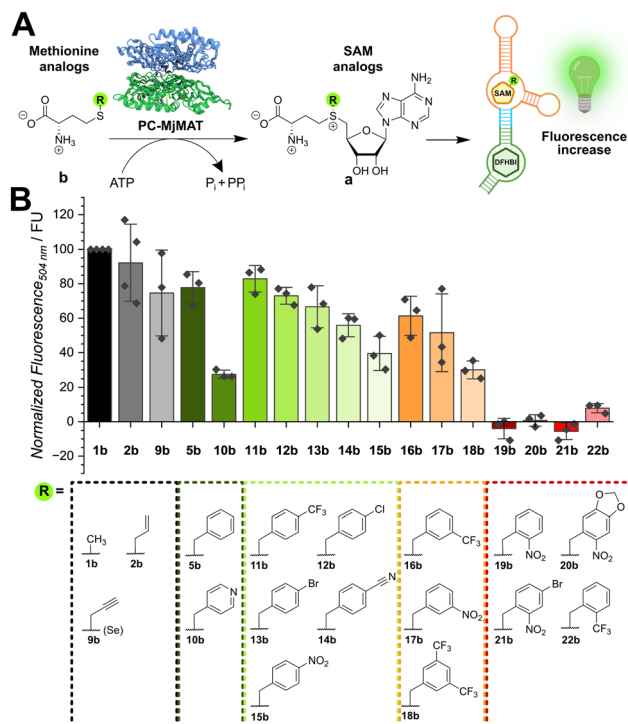 A
Methionine
analogs
R
S
O
⊖O
NH3
⊕
b
PC-MjMAT
ATP
Pi + PPi
SAM
analogs
R
S
⊕
O
⊖O
NH3
⊕
NH2
N
N
N
N
O
OH OH
a
R
SAM
DFHBI
Fluorescence
increase
B
Normalized Fluorescence504 nm / FU
120
100
80
60
40
20
0
−20
1b 2b 9b 5b 10b 11b 12b 13b 14b 15b 16b 17b 18b 19b 20b 21b 22b
R =
CH3
1b
2b
9b (Se)
5b
N
10b
CF3
11b
Cl
12b
Br
13b
N
14b
NO2
15b
CF3
16b
NO2
17b
CF3
CF3
18b
NO2
19b
O
O
NO2
20b
Br
NO2
21b
CF3
22b